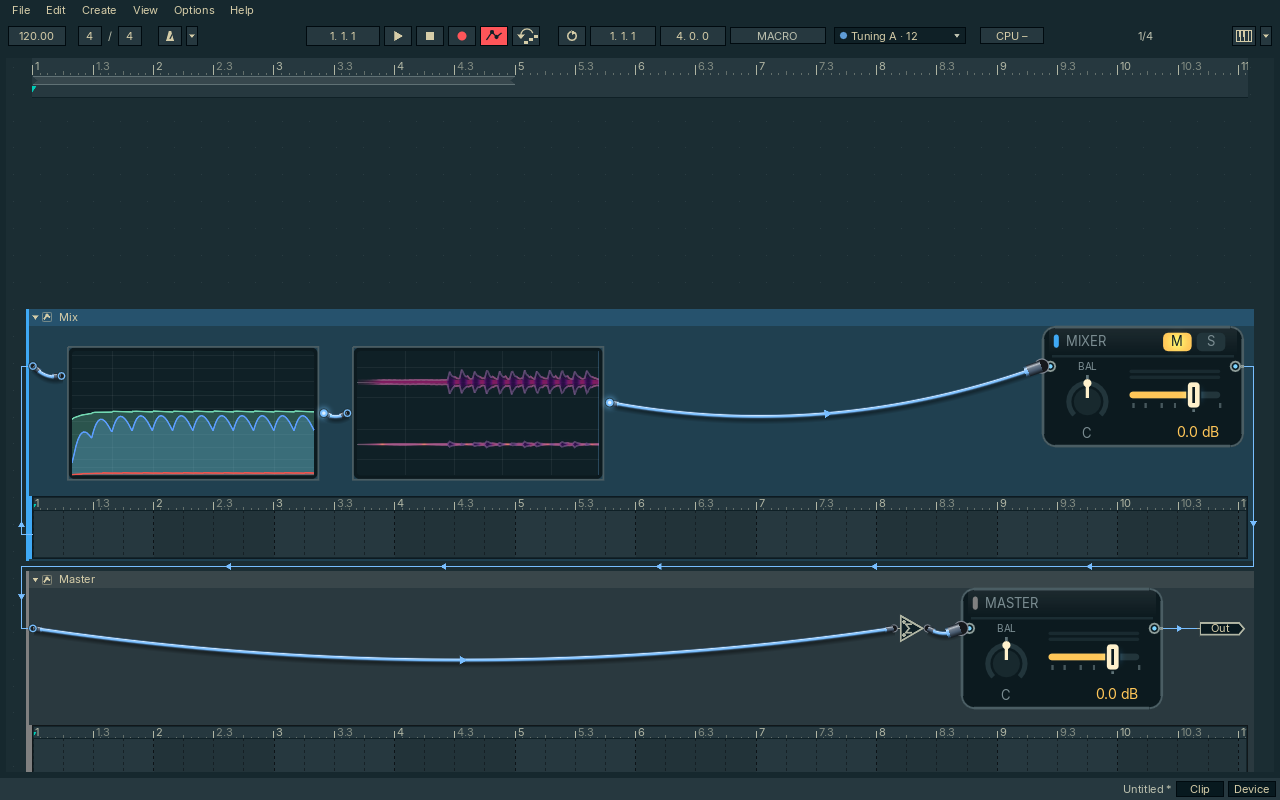 File Edit Create View Options Help
120.00 4 / 4 1. 1. 1 1. 1. 1 4. 0. 0 MACRO Tuning A · 12 CPU – 1/4
1 1.3 2 2.3 3 3.3 4 4.3 5 5.3 6 6.3 7 7.3 8 8.3 9 9.3 10 10.3 11
Mix
MIXER M S
BAL
C 0.0 dB
1 1.3 2 2.3 3 3.3 4 4.3 5 5.3 6 6.3 7 7.3 8 8.3 9 9.3 10 10.3 1
Master
MASTER
BAL Out
C 0.0 dB
1 1.3 2 2.3 3 3.3 4 4.3 5 5.3 6 6.3 7 7.3 8 8.3 9 9.3 10 10.3 1
Untitled * Clip Device